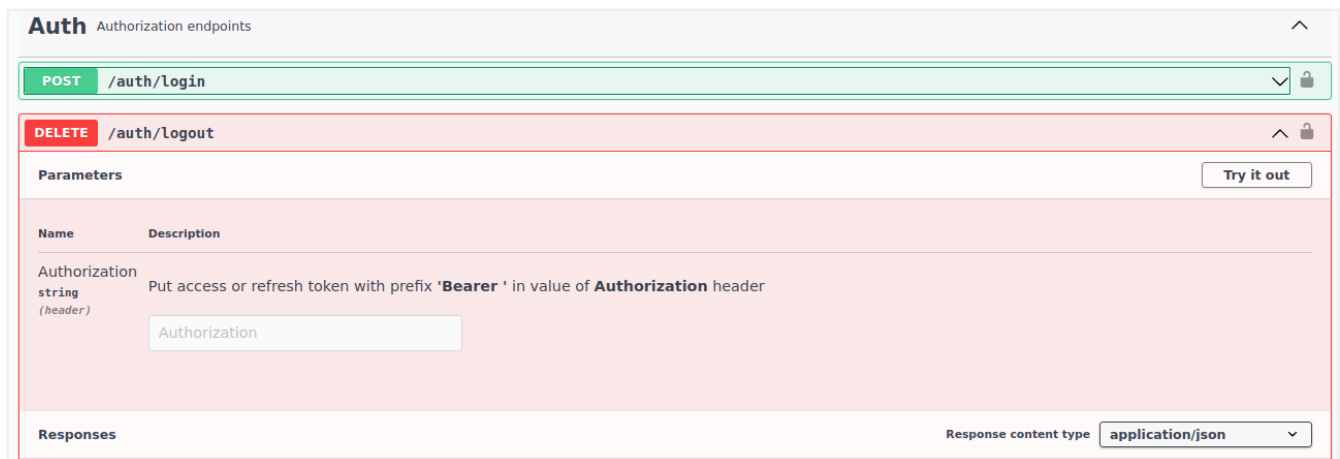 Auth Authorization endpoints
POST /auth/login
DELETE /auth/logout
Parameters Try it out
Name Description
Authorization
string
(header)
Put access or refresh token with prefix 'Bearer ' in value of Authorization header
Authorization
Responses Response content type application/json